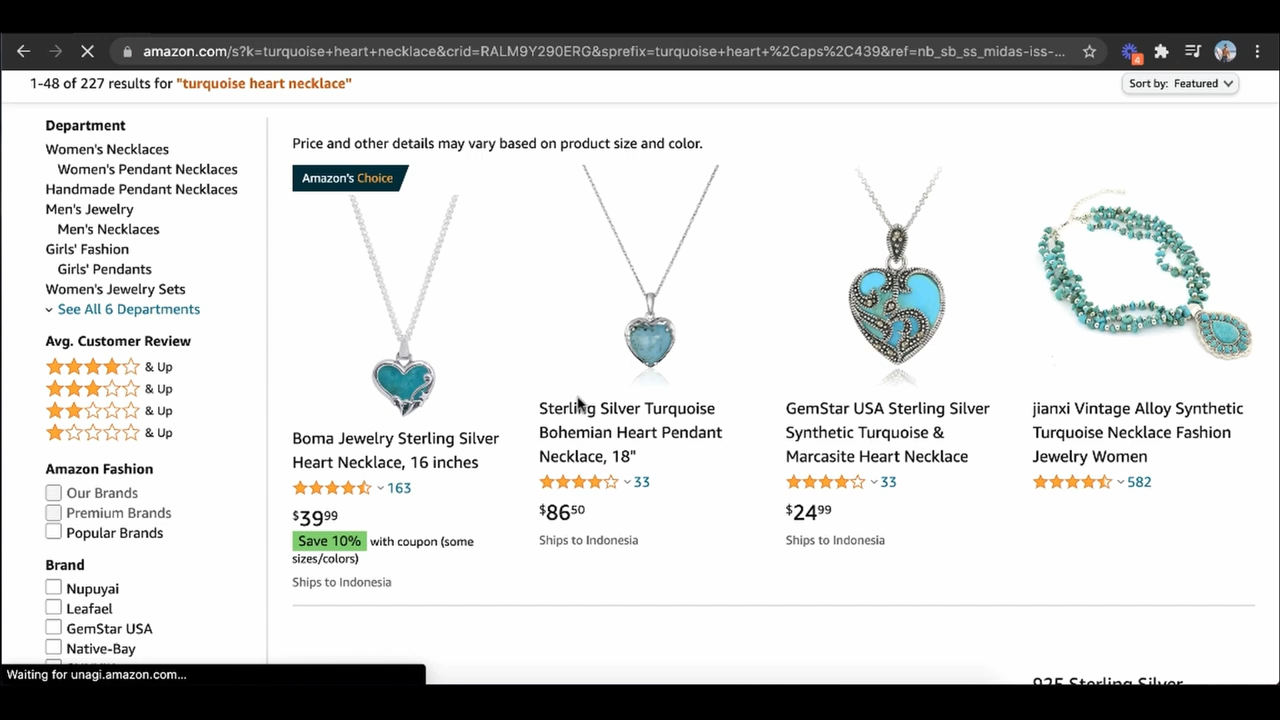 amazon.com/s?k=turquoise+heart+necklace&crid=RALM9Y290ERG&sprefix=turquoise+heart+%2Caps%2C439&ref=nb_sb_ss_midas-iss-...
4
1-48 of 227 results for "turquoise heart necklace"
Sort by: Featured
Department
Women's Necklaces
Women's Pendant Necklaces
Handmade Pendant Necklaces
Men's Jewelry
Men's Necklaces
Girls' Fashion
Girls' Pendants
Women's Jewelry Sets
See All 6 Departments
Avg. Customer Review
& Up
& Up
& Up
& Up
Amazon Fashion
Our Brands
Premium Brands
Popular Brands
Brand
Nupuyai
Leafael
GemStar USA
Native-Bay
Price and other details may vary based on product size and color.
Amazon's Choice
Boma Jewelry Sterling Silver
Heart Necklace, 16 inches
163
$3999
Save 10% with coupon (some
sizes/colors)
Ships to Indonesia
Sterling Silver Turquoise
Bohemian Heart Pendant
Necklace, 18"
33
$8650
Ships to Indonesia
GemStar USA Sterling Silver
Synthetic Turquoise &
Marcasite Heart Necklace
33
$2499
Ships to Indonesia
jianxi Vintage Alloy Synthetic
Turquoise Necklace Fashion
Jewelry Women
582
925 Sterling Silver
Waiting for unagi.amazon.com...